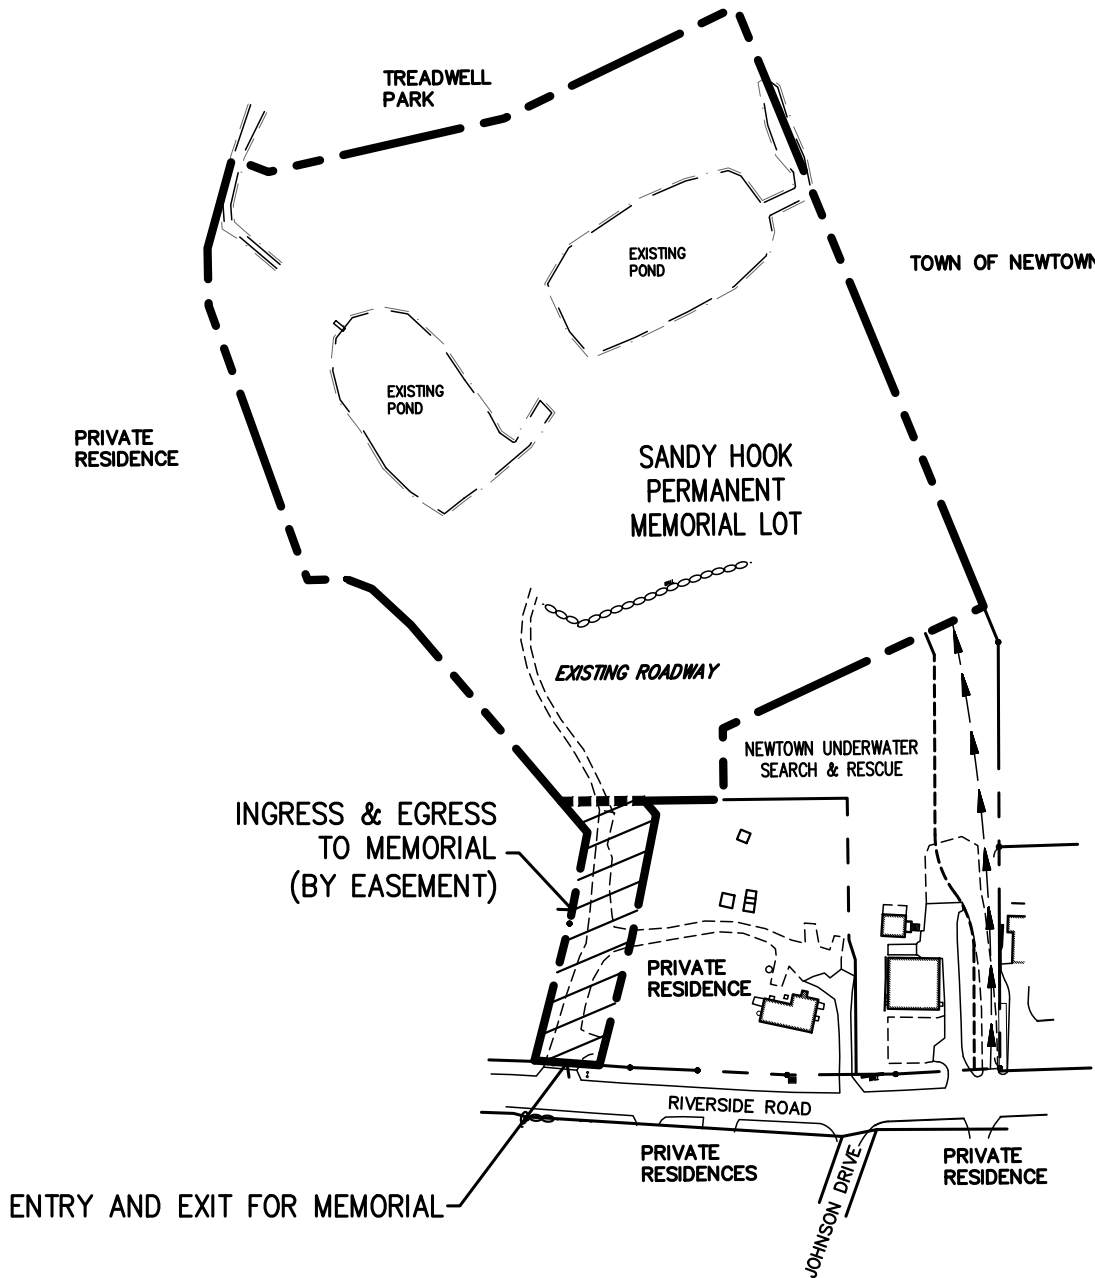 TREADWELL
PARK
EXISTING
POND
TOWN OF NEWTOWN
EXISTING
POND
PRIVATE
RESIDENCE
SANDY HOOK
PERMANENT
MEMORIAL LOT
EXISTING ROADWAY
NEWTOWN UNDERWATER
SEARCH & RESCUE
INGRESS & EGRESS
TO MEMORIAL
(BY EASEMENT)
PRIVATE
RESIDENCE
RIVERSIDE ROAD
PRIVATE
RESIDENCES
JOHNSON DRIVE
PRIVATE
RESIDENCE
ENTRY AND EXIT FOR MEMORIAL